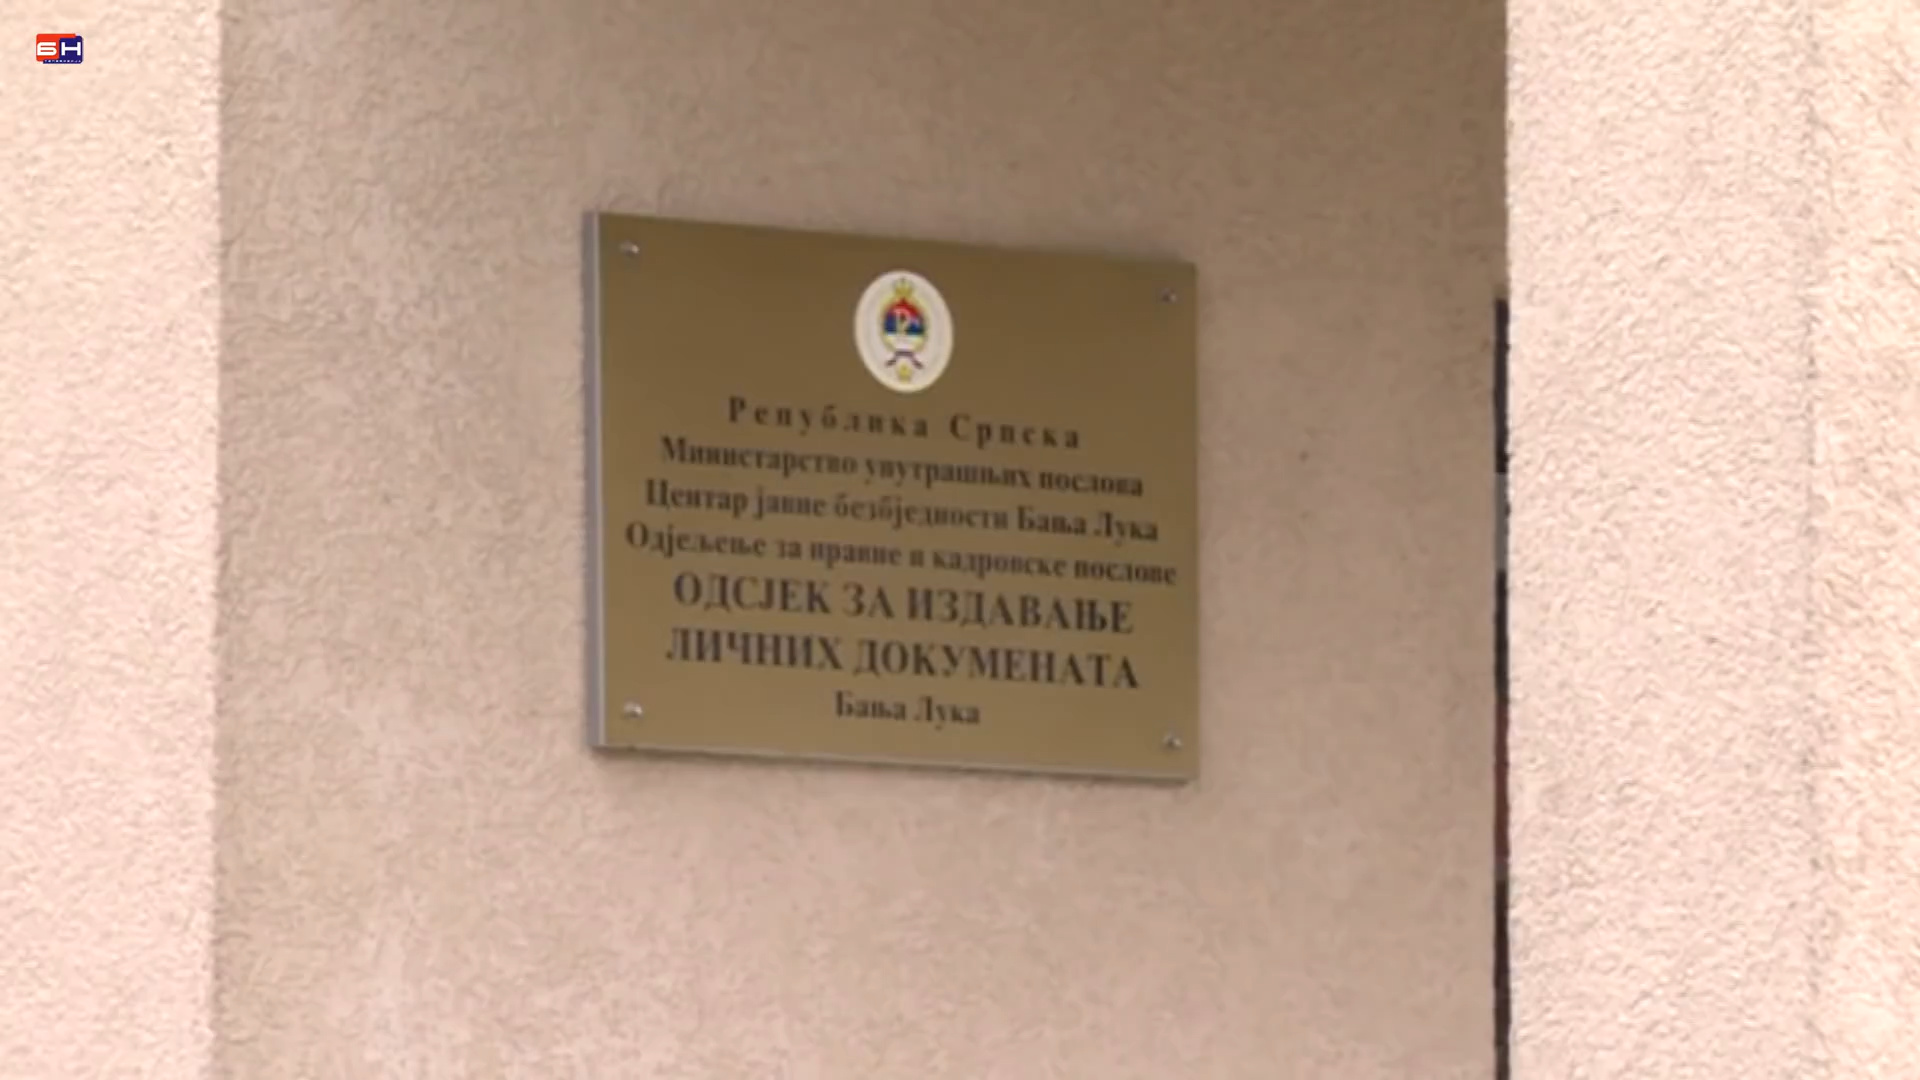 БН
Република Српска
Министарство унутрашњих послова
Центар јавне безбједности Бања Лука
Одјељење за правне и кадровске послове
ОДСЈЕК ЗА ИЗДАВАЊЕ
ЛИЧНИХ ДОКУМЕНАТА
Бања Лука